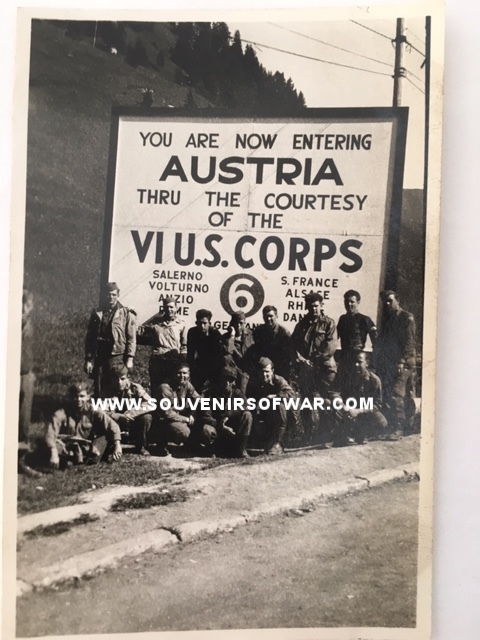 YOU ARE NOW ENTERING
AUSTRIA
THRU THE COURTESY
OF THE
VI U.S. CORPS
SALERNO
VOLTURNO
ANZIO
6
S. FRANCE
ALSACE
WWW.SOUVENIRSOFWAR.COM